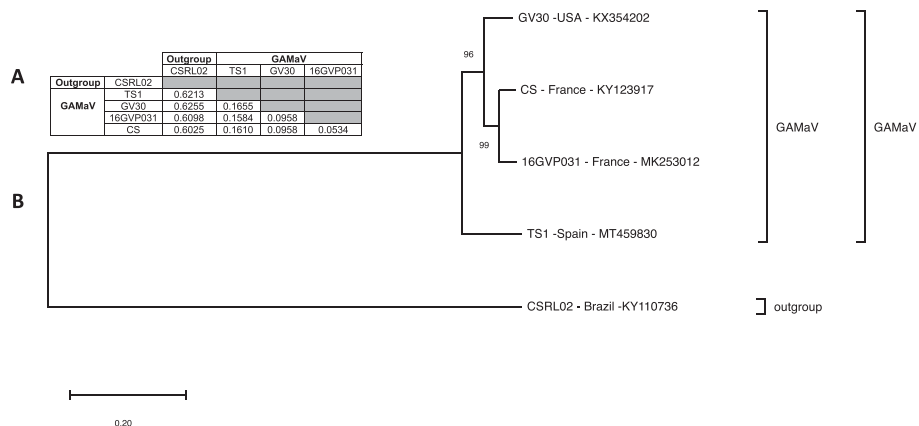 A
Outgroup GAMaV
CSRL02 TS1 GV30 16GVP031
Outgroup CSRL02
GAMaV TS1 0.6213
GV30 0.6255 0.1655
16GVP031 0.6098 0.1584 0.0958
CS 0.6025 0.1610 0.0958 0.0534
B
GV30 -USA - KX354202
96
CS - France - KY123917
99
16GVP031 - France - MK253012
TS1 -Spain - MT459830
CSRL02 - Brazil -KY110736
GAMaV
GAMaV
outgroup
0.20